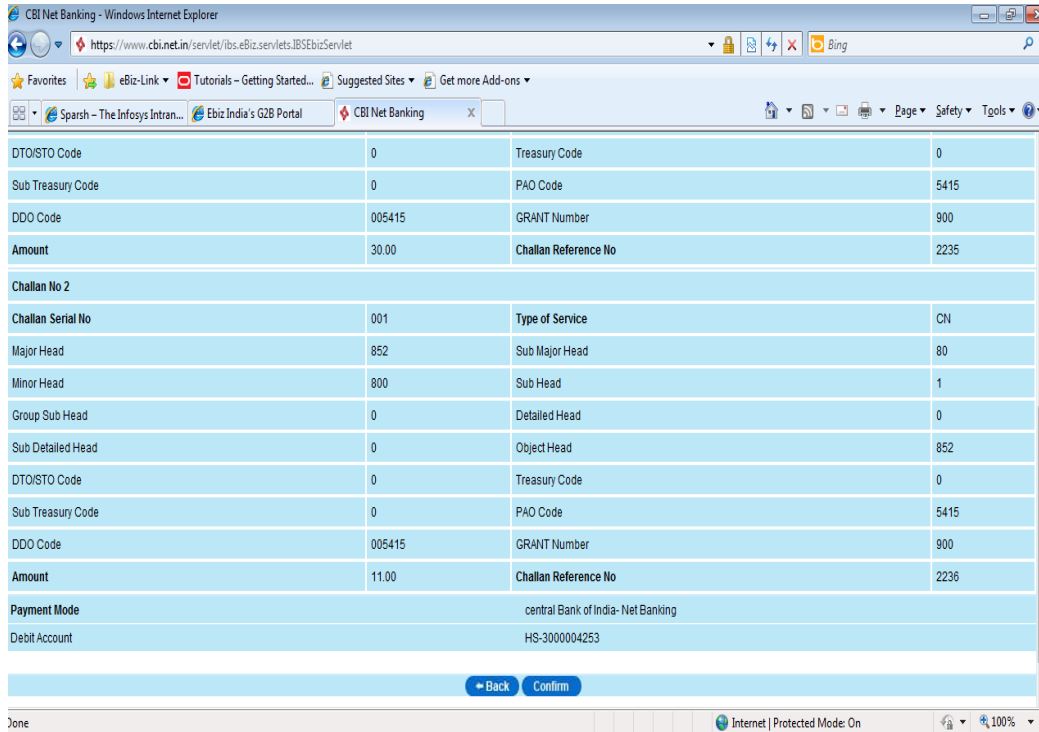 CBI Net Banking - Windows Internet Explorer
https://www.cbi.net.in/servlet/ibs.eBiz.servlets.IBSEbizServlet Bing
Favorites eBiz-Link Tutorials – Getting Started... Suggested Sites Get more Add-ons
Sparsh – The Infosys Intran... Ebiz India's G2B Portal CBI Net Banking X Page Safety Tools
DTO/STO Code 0 Treasury Code 0
Sub Treasury Code 0 PAO Code 5415
DDO Code 005415 GRANT Number 900
Amount 30.00 Challan Reference No 2235
Challan No 2
Challan Serial No 001 Type of Service CN
Major Head 852 Sub Major Head 80
Minor Head 800 Sub Head 1
Group Sub Head 0 Detailed Head 0
Sub Detailed Head 0 Object Head 852
DTO/STO Code 0 Treasury Code 0
Sub Treasury Code 0 PAO Code 5415
DDO Code 005415 GRANT Number 900
Amount 11.00 Challan Reference No 2236
Payment Mode central Bank of India- Net Banking
Debit Account HS-3000004253
Back Confirm
Done Internet | Protected Mode: On 100%